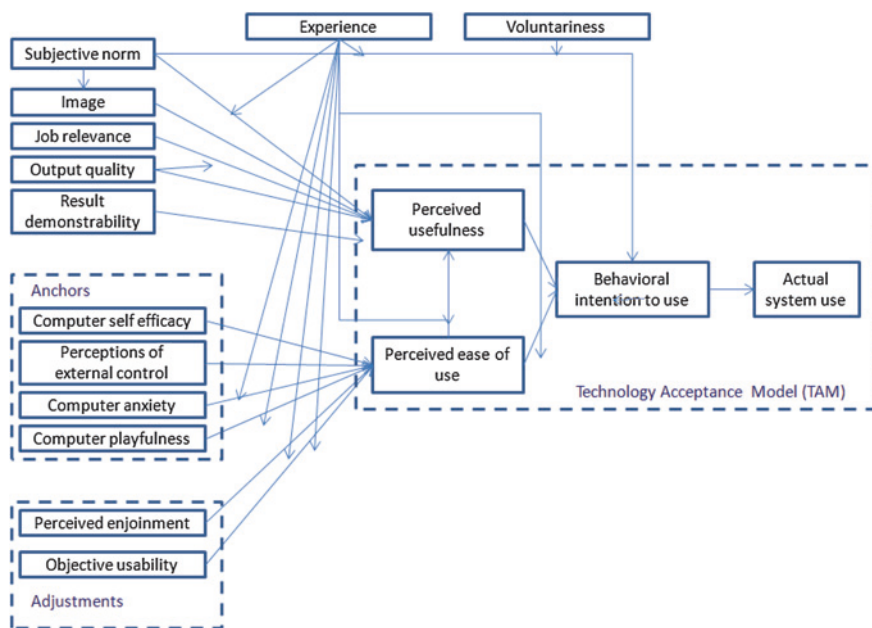 Experience
Voluntariness
Subjective norm
Image
Job relevance
Output quality
Result
demonstrability
Perceived
usefulness
Behavioral
intention to use
Actual
system use
Anchors
Computer self efficacy
Perceptions of
external control
Computer anxiety
Computer playfulness
Perceived ease of
use
Technology Acceptance Model (TAM)
Perceived enjoinment
Objective usability
Adjustments